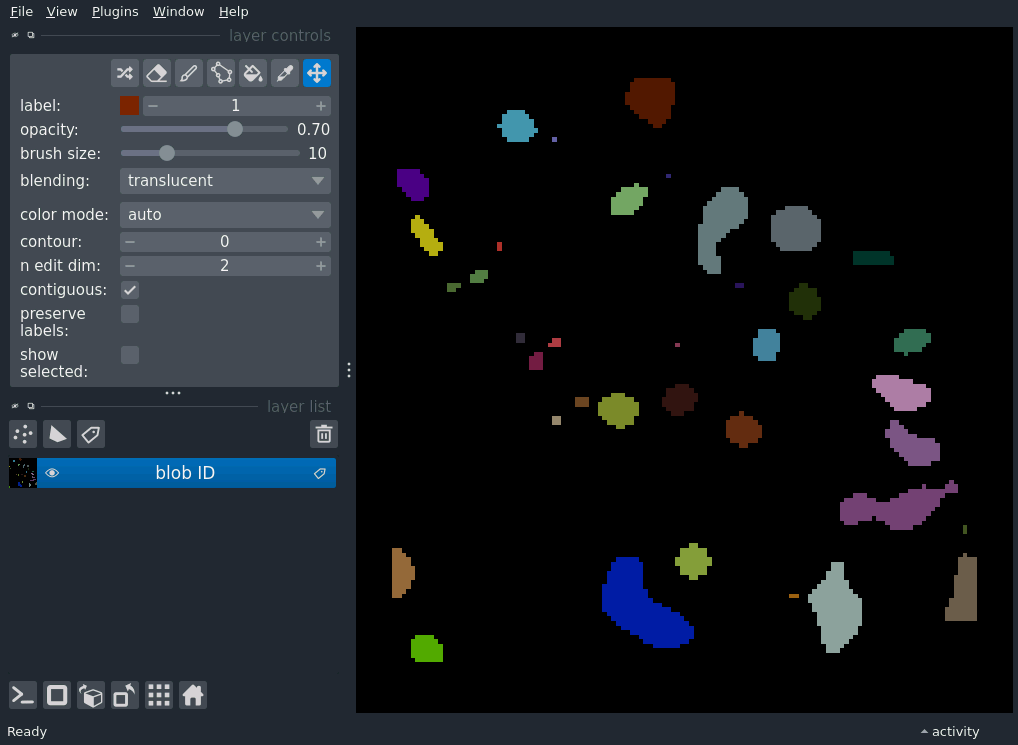 File View Plugins Window Help
layer controls
label: 1
opacity: 0.70
brush size: 10
blending: translucent
color mode: auto
contour: 0
n edit dim: 2
contiguous:
preserve
labels:
show
selected:
layer list
blob ID
Ready
activity